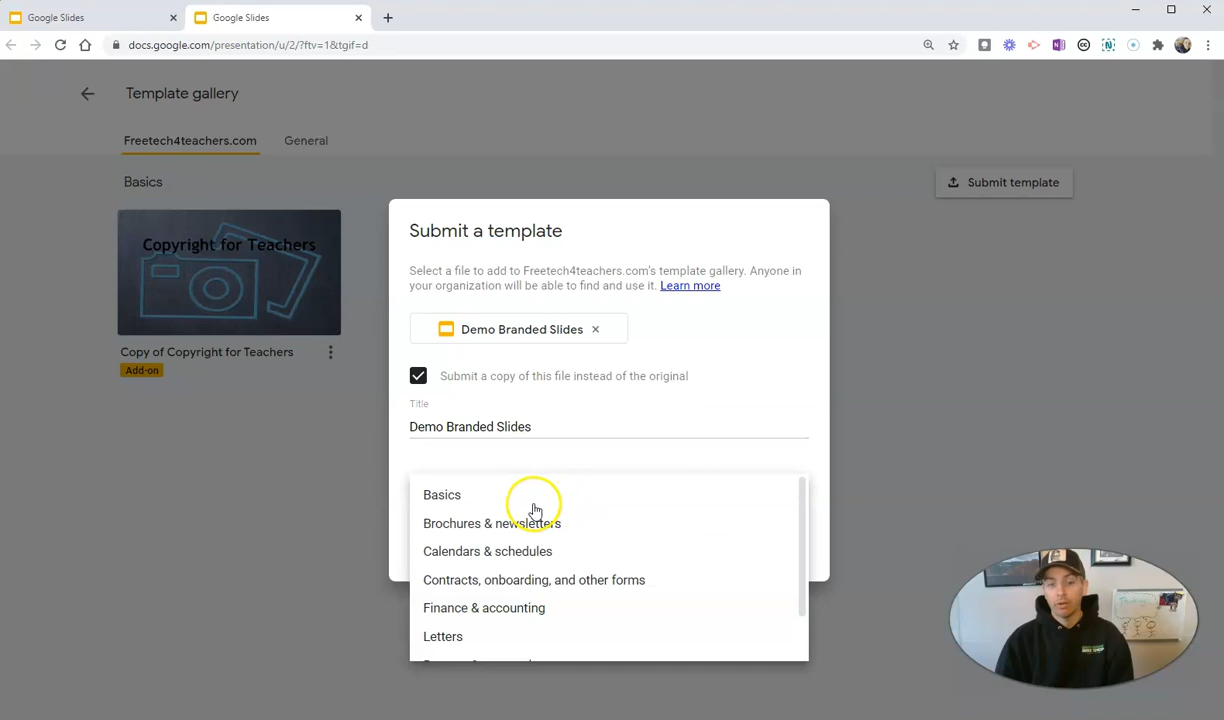 Google Slides
Google Slides
docs.google.com/presentation/u/2/?ftv=1&tgif=d
Template gallery
Freetech4teachers.com
General
Basics
Submit template
Copyright for Teachers
Copy of Copyright for Teachers
Add-on
Submit a template
Select a file to add to Freetech4teachers.com's template gallery. Anyone in
your organization will be able to find and use it. Learn more
Demo Branded Slides
Submit a copy of this file instead of the original
Title
Demo Branded Slides
Basics
Brochures & newsletters
Calendars & schedules
Contracts, onboarding, and other forms
Finance & accounting
Letters